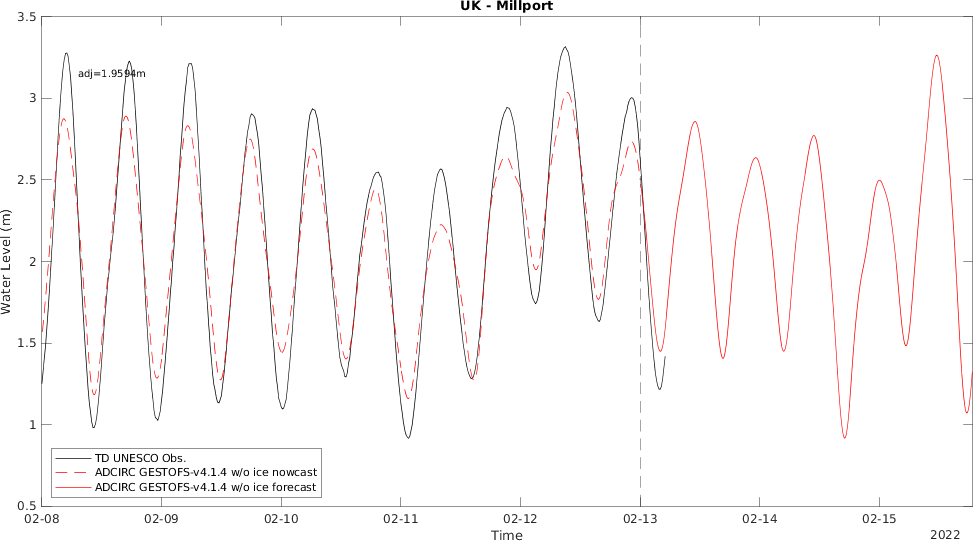 UK - Millport
3.5
adj=1.9594m
3
2.5
2
Water Level (m)
1.5
1
TD UNESCO Obs.
ADCIRC GESTOFS-v4.1.4 w/o ice nowcast
ADCIRC GESTOFS-v4.1.4 w/o ice forecast
0.5
02-08 02-09 02-10 02-11 02-12 02-13 02-14 02-15
Time
2022